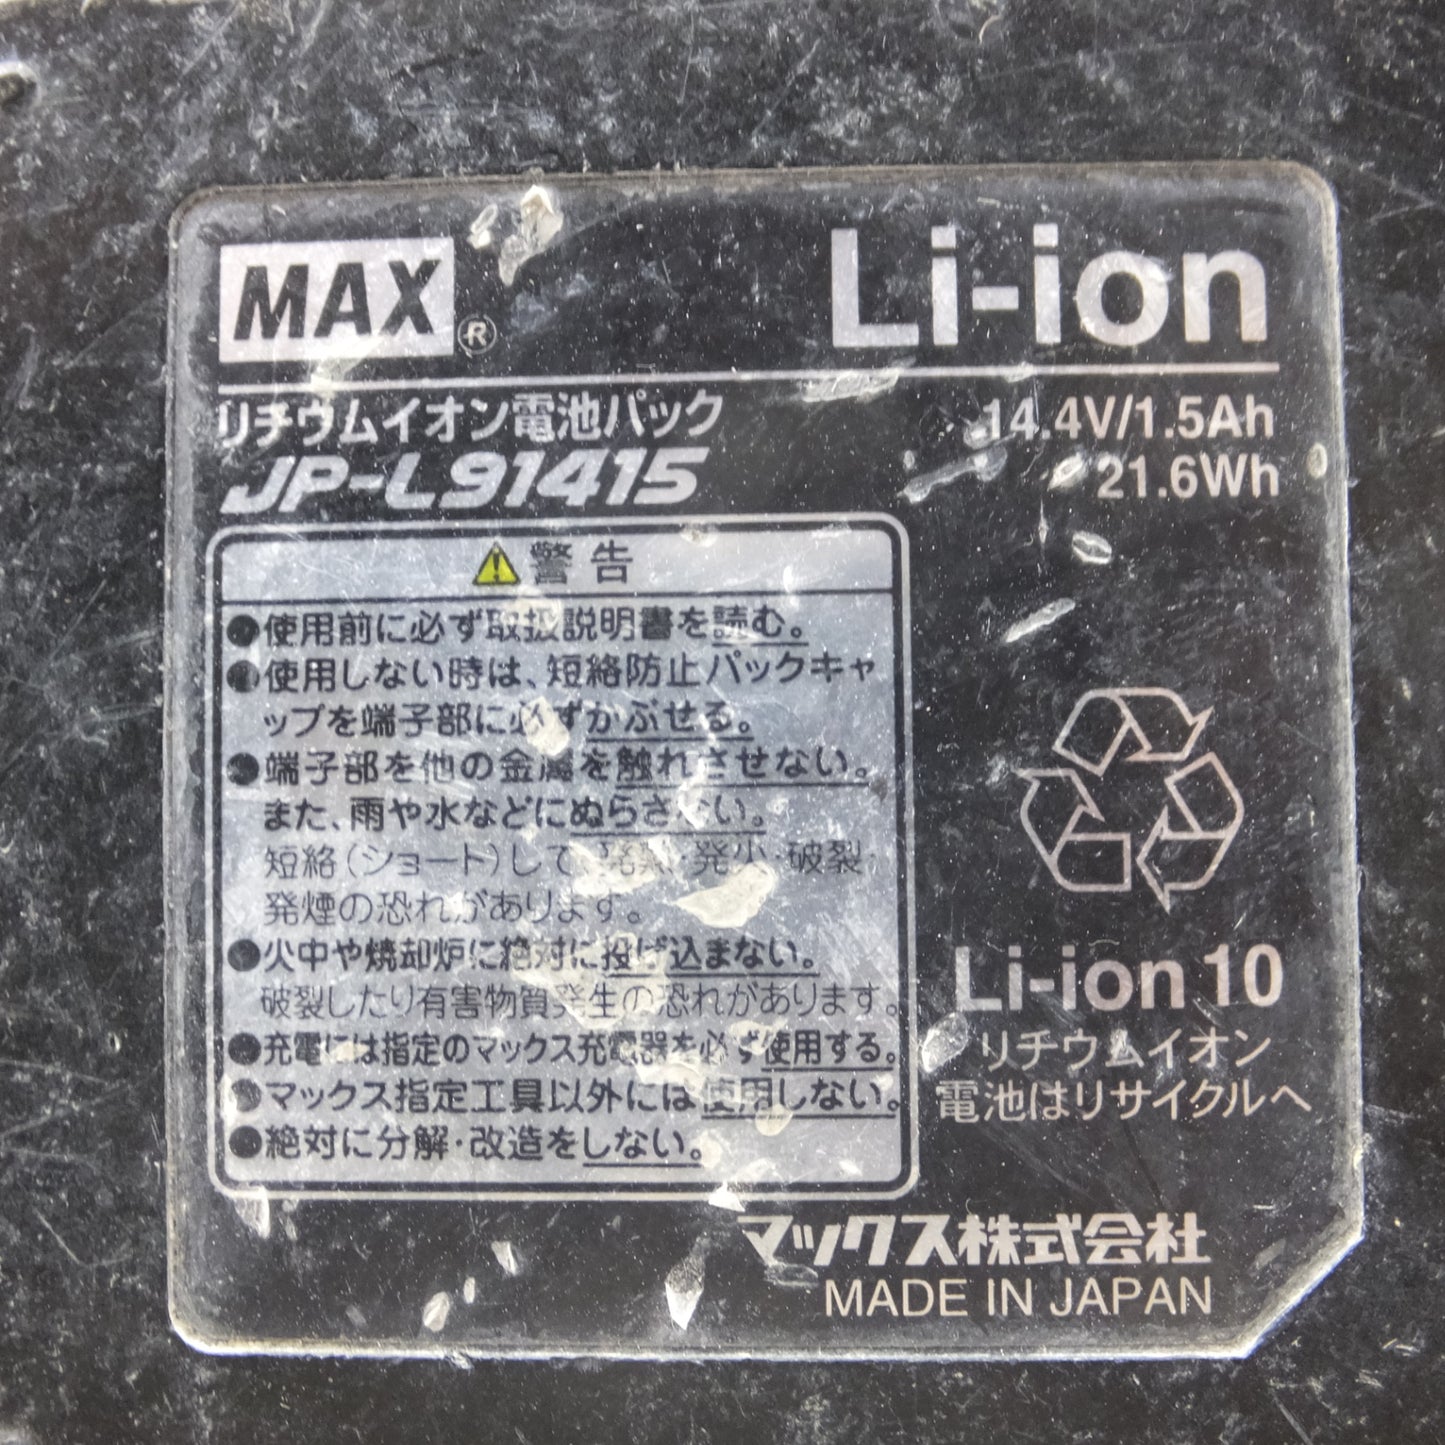 MAX®
Li-ion
リチウムイオン電池パック
14.4V/1.5Ah
JP-L91415
21.6Wh
警告
●使用前に必ず取扱説明書を読む。
●使用しない時は、短絡防止パックキャ
ップを端子部に必ずかぶせる。
●端子部を他の金属を触れさせない。
また、雨や水などにぬらさない。
短絡(ショート)して、発熱・発火・破裂・
発煙の恐れがあります。
●火中や焼却炉に絶対に投げ込まない。
破裂したり有害物質発生の恐れがあります。
●充電には指定のマックス充電器を必ず使用する。
●マックス指定工具以外には使用しない。
●絶対に分解・改造をしない。
Li-ion 10
リチウムイオン
電池はリサイクルへ
マックス株式会社
MADE IN JAPAN